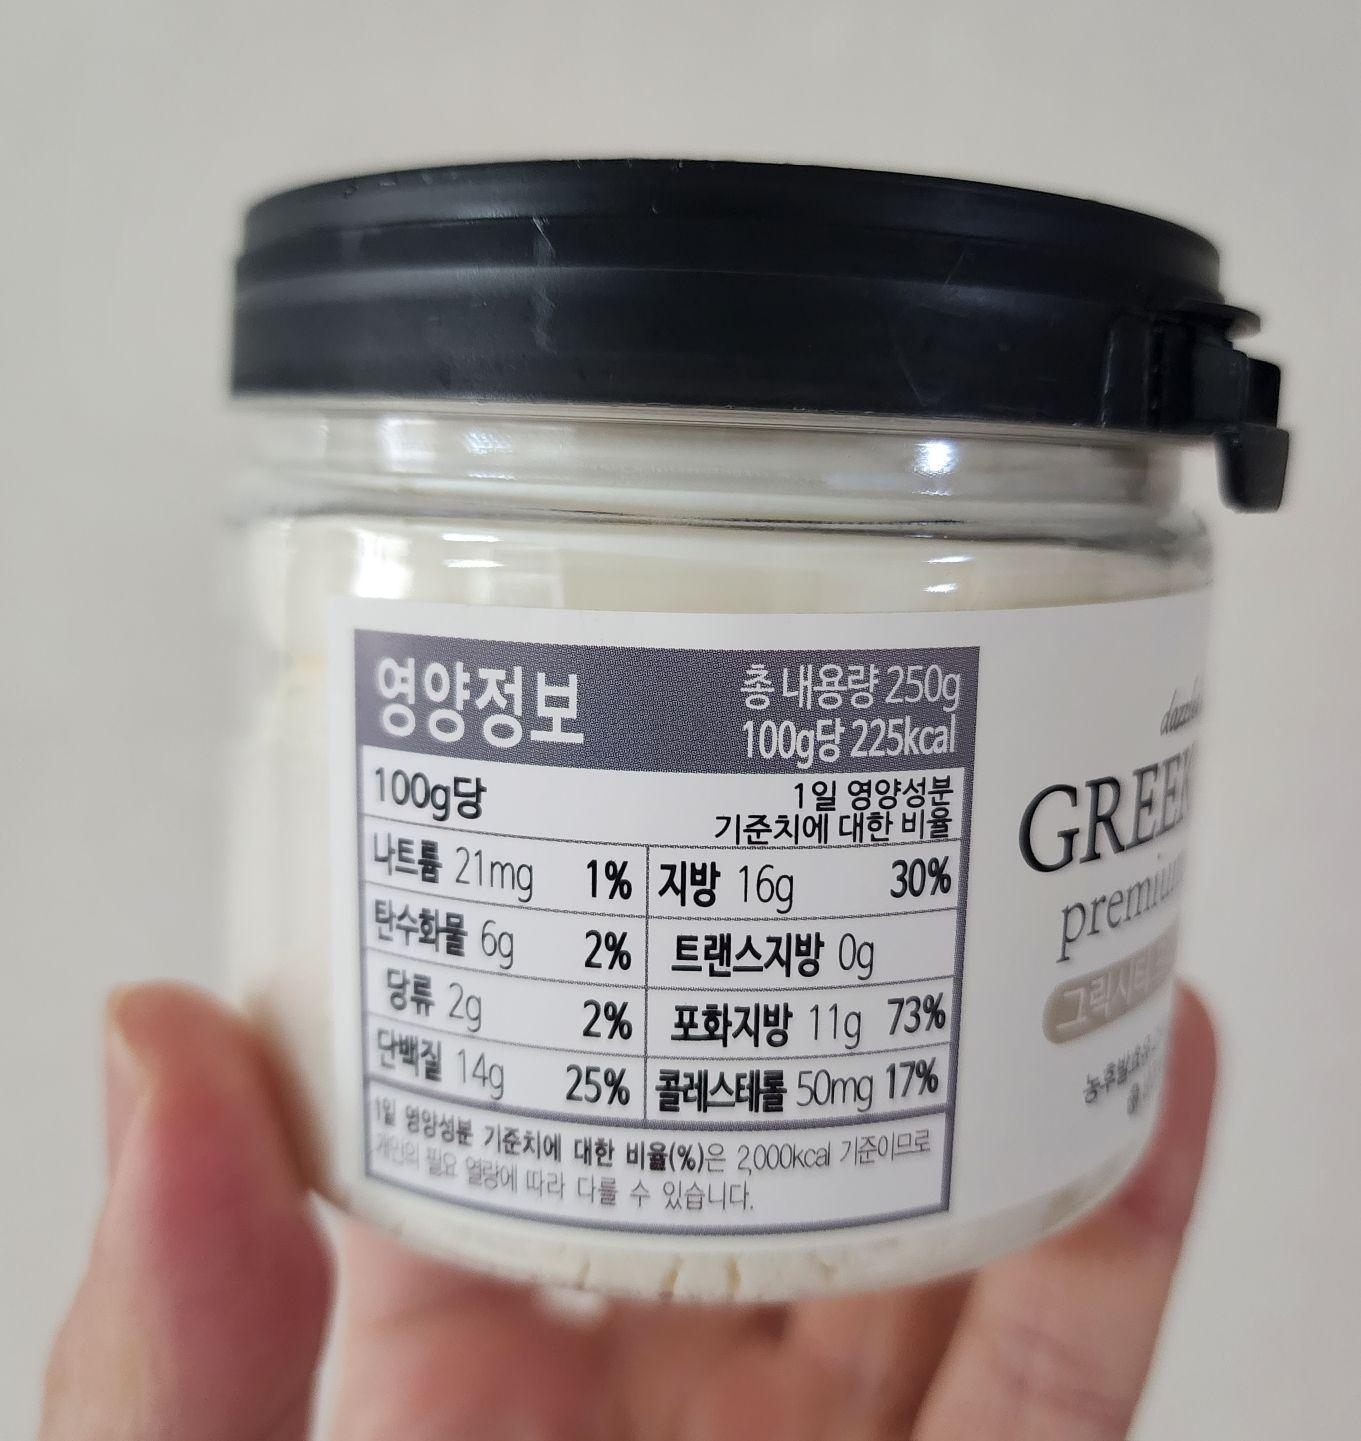 영양정보
총 내용량 250g
100g당 225kcal
100g당
1일 영양성분
기준치에 대한 비율
나트륨 21mg 1%
지방 16g 30%
탄수화물 6g 2%
트랜스지방 0g
당류 2g 2%
포화지방 11g 73%
단백질 14g 25%
콜레스테롤 50mg 17%
1일 영양성분 기준치에 대한 비율(%)은 2,000kcal 기준이므로
개인의 필요 열량에 따라 다를 수 있습니다.
GREEK
농후발효유